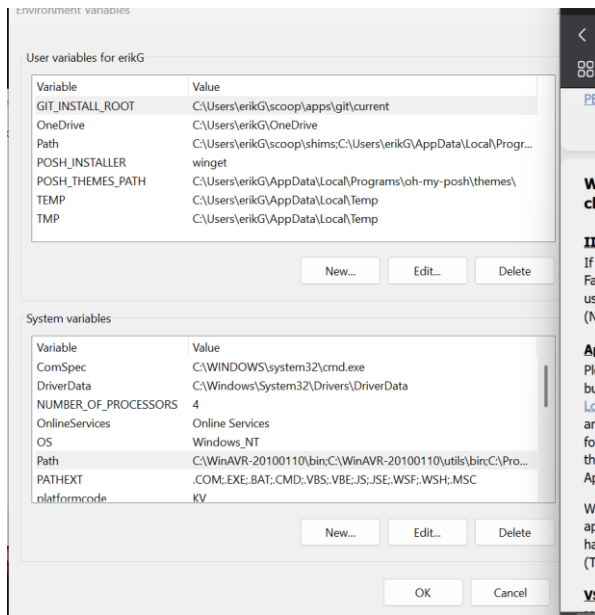 Environment Variables
User variables for erikG
Variable Value
GIT_INSTALL_ROOT C:\Users\erikG\scoop\apps\git\current
OneDrive C:\Users\erikG\OneDrive
Path C:\Users\erikG\scoop\shims;C:\Users\erikG\AppData\Local\Progr...
POSH_INSTALLER winget
POSH_THEMES_PATH C:\Users\erikG\AppData\Local\Programs\oh-my-posh\themes\
TEMP C:\Users\erikG\AppData\Local\Temp
TMP C:\Users\erikG\AppData\Local\Temp
New... Edit... Delete
System variables
Variable Value
ComSpec C:\WINDOWS\system32\cmd.exe
DriverData C:\Windows\System32\Drivers\DriverData
NUMBER_OF_PROCESSORS 4
OnlineServices Online Services
OS Windows_NT
Path C:\WinAVR-20100110\bin;C:\WinAVR-20100110\utils\bin;C:\Pro...
PATHEXT .COM;.EXE;.BAT;.CMD;.VBS;.VBE;.JS;.JSE;.WSF;.WSH;.MSC
platformcode KV
New... Edit... Delete
OK Cancel
If